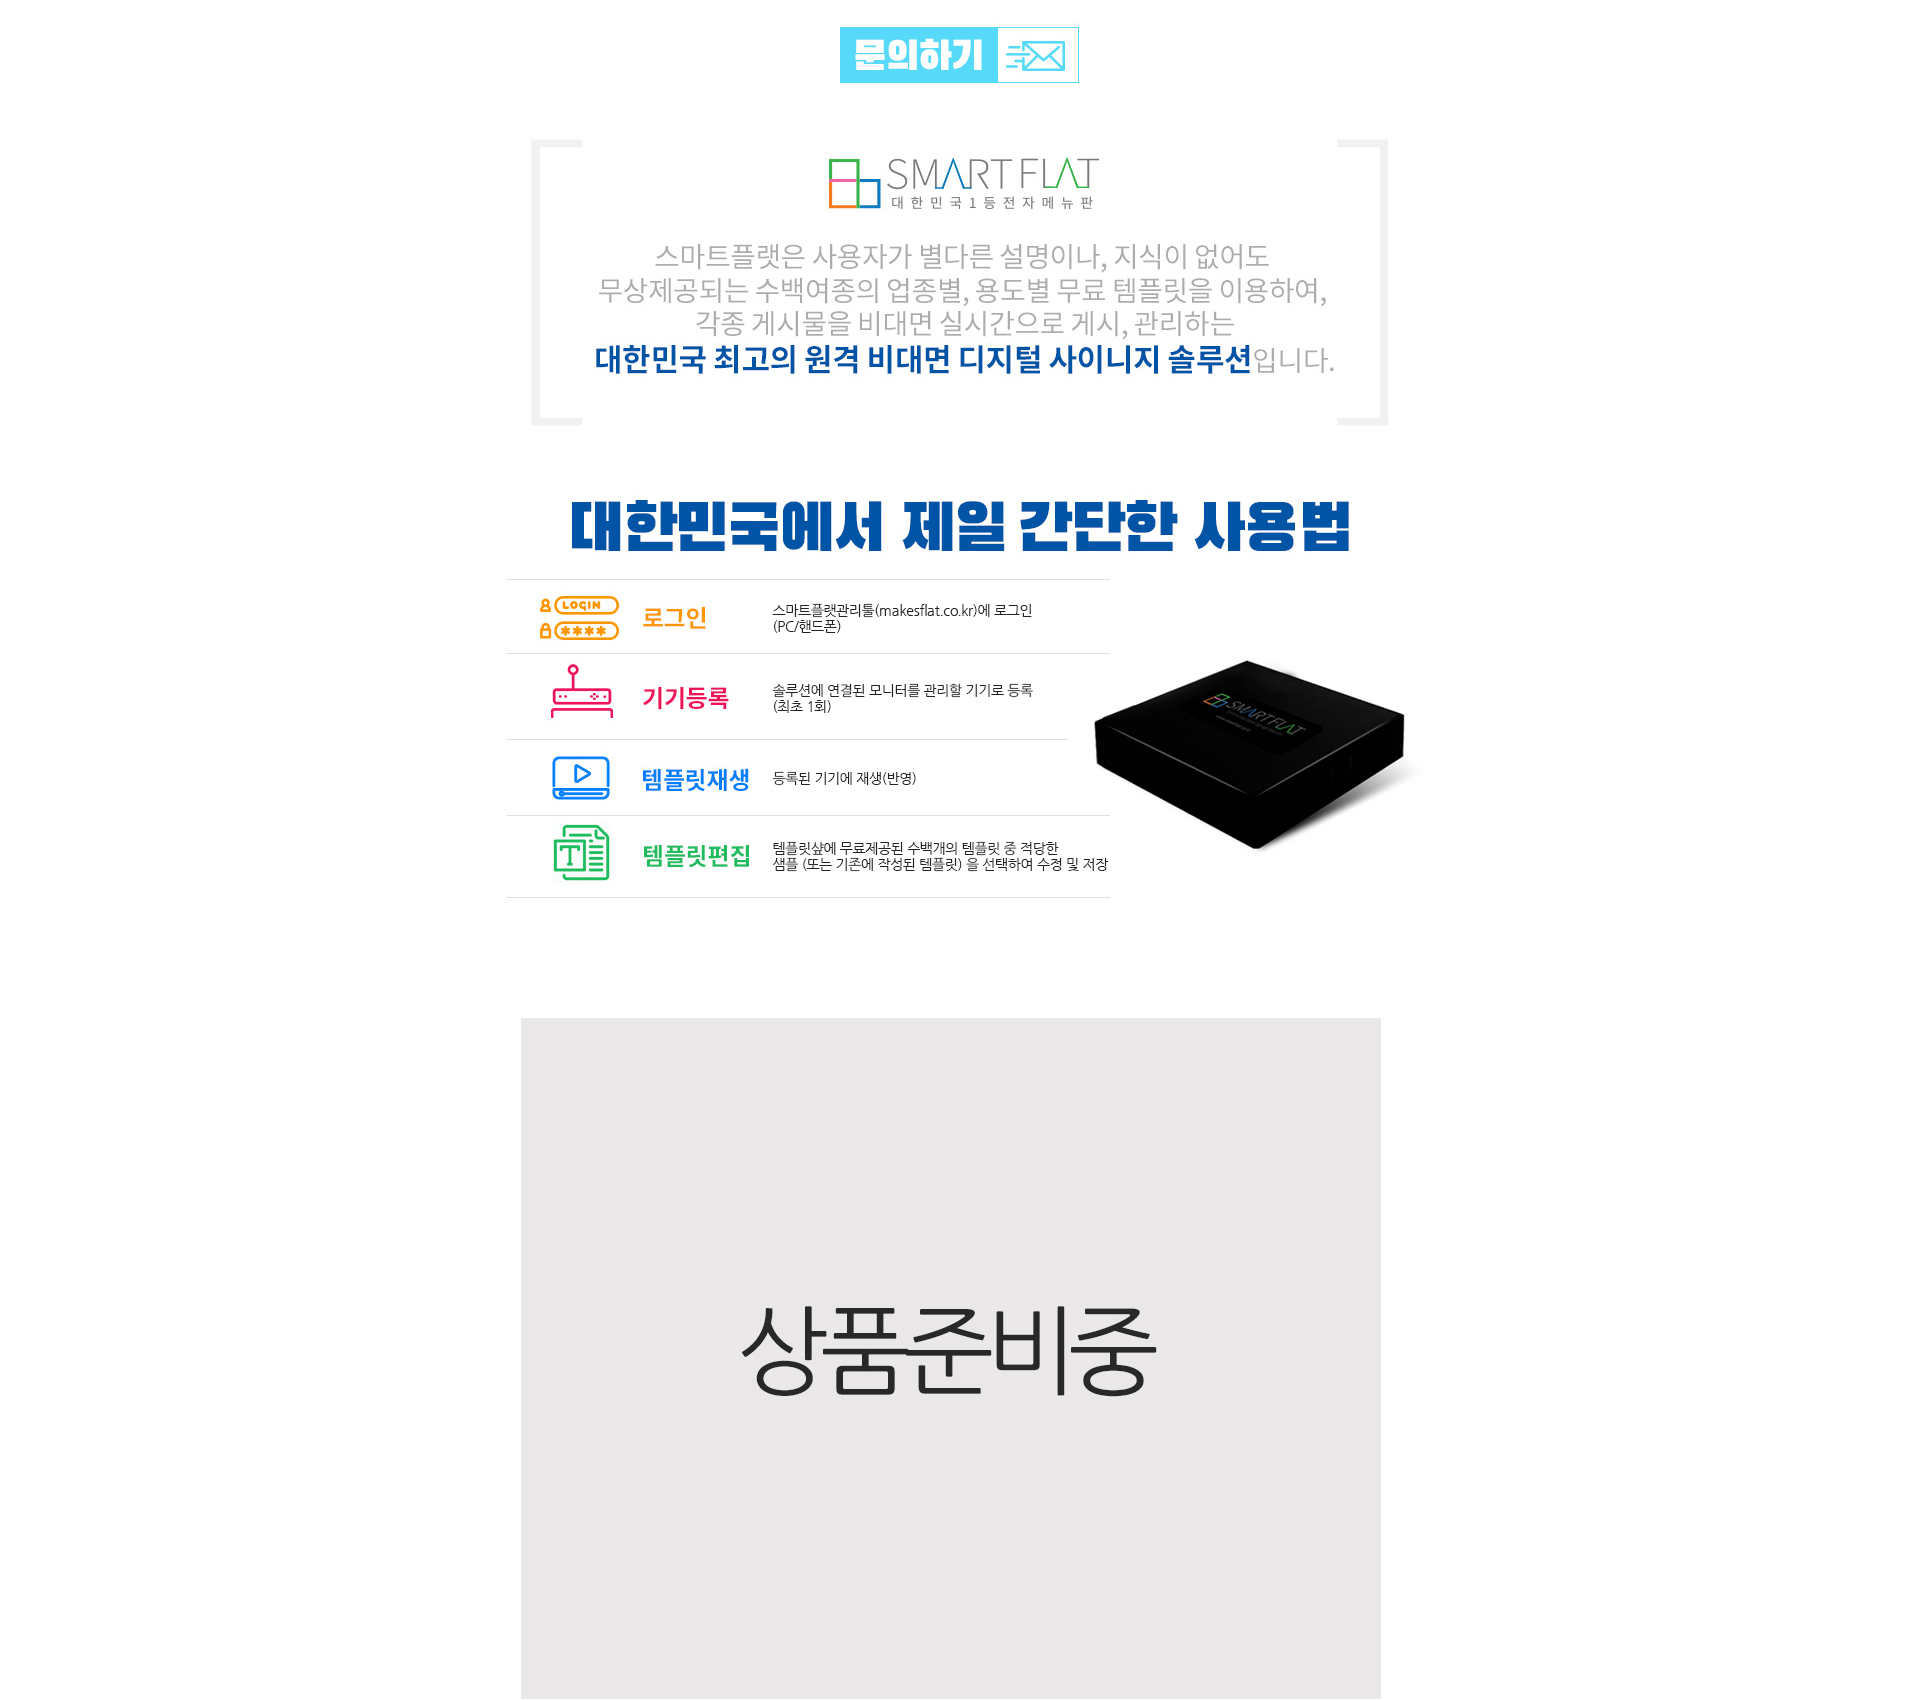 문의하기
SMART FLAT
대한민국1등전자메뉴판
스마트플랫은 사용자가 별다른 설명이나, 지식이 없어도
무상제공되는 수백여종의 업종별, 용도별 무료 템플릿을 이용하여,
각종 게시물을 비대면 실시간으로 게시, 관리하는
대한민국 최고의 원격 비대면 디지털 사이니지 솔루션입니다.
대한민국에서 제일 간단한 사용법
LOGIN
****
로그인
스마트플랫관리툴(makesflat.co.kr)에 로그인
(PC/핸드폰)
기기등록
솔루션에 연결된 모니터를 관리할 기기로 등록
(최초 1회)
템플릿재생
등록된 기기에 재생(반영)
T
템플릿편집
템플릿샾에 무료제공된 수백개의 템플릿 중 적당한
샘플 (또는 기존에 작성된 템플릿) 을 선택하여 수정 및 저장
SMART FLAT
상품준비중